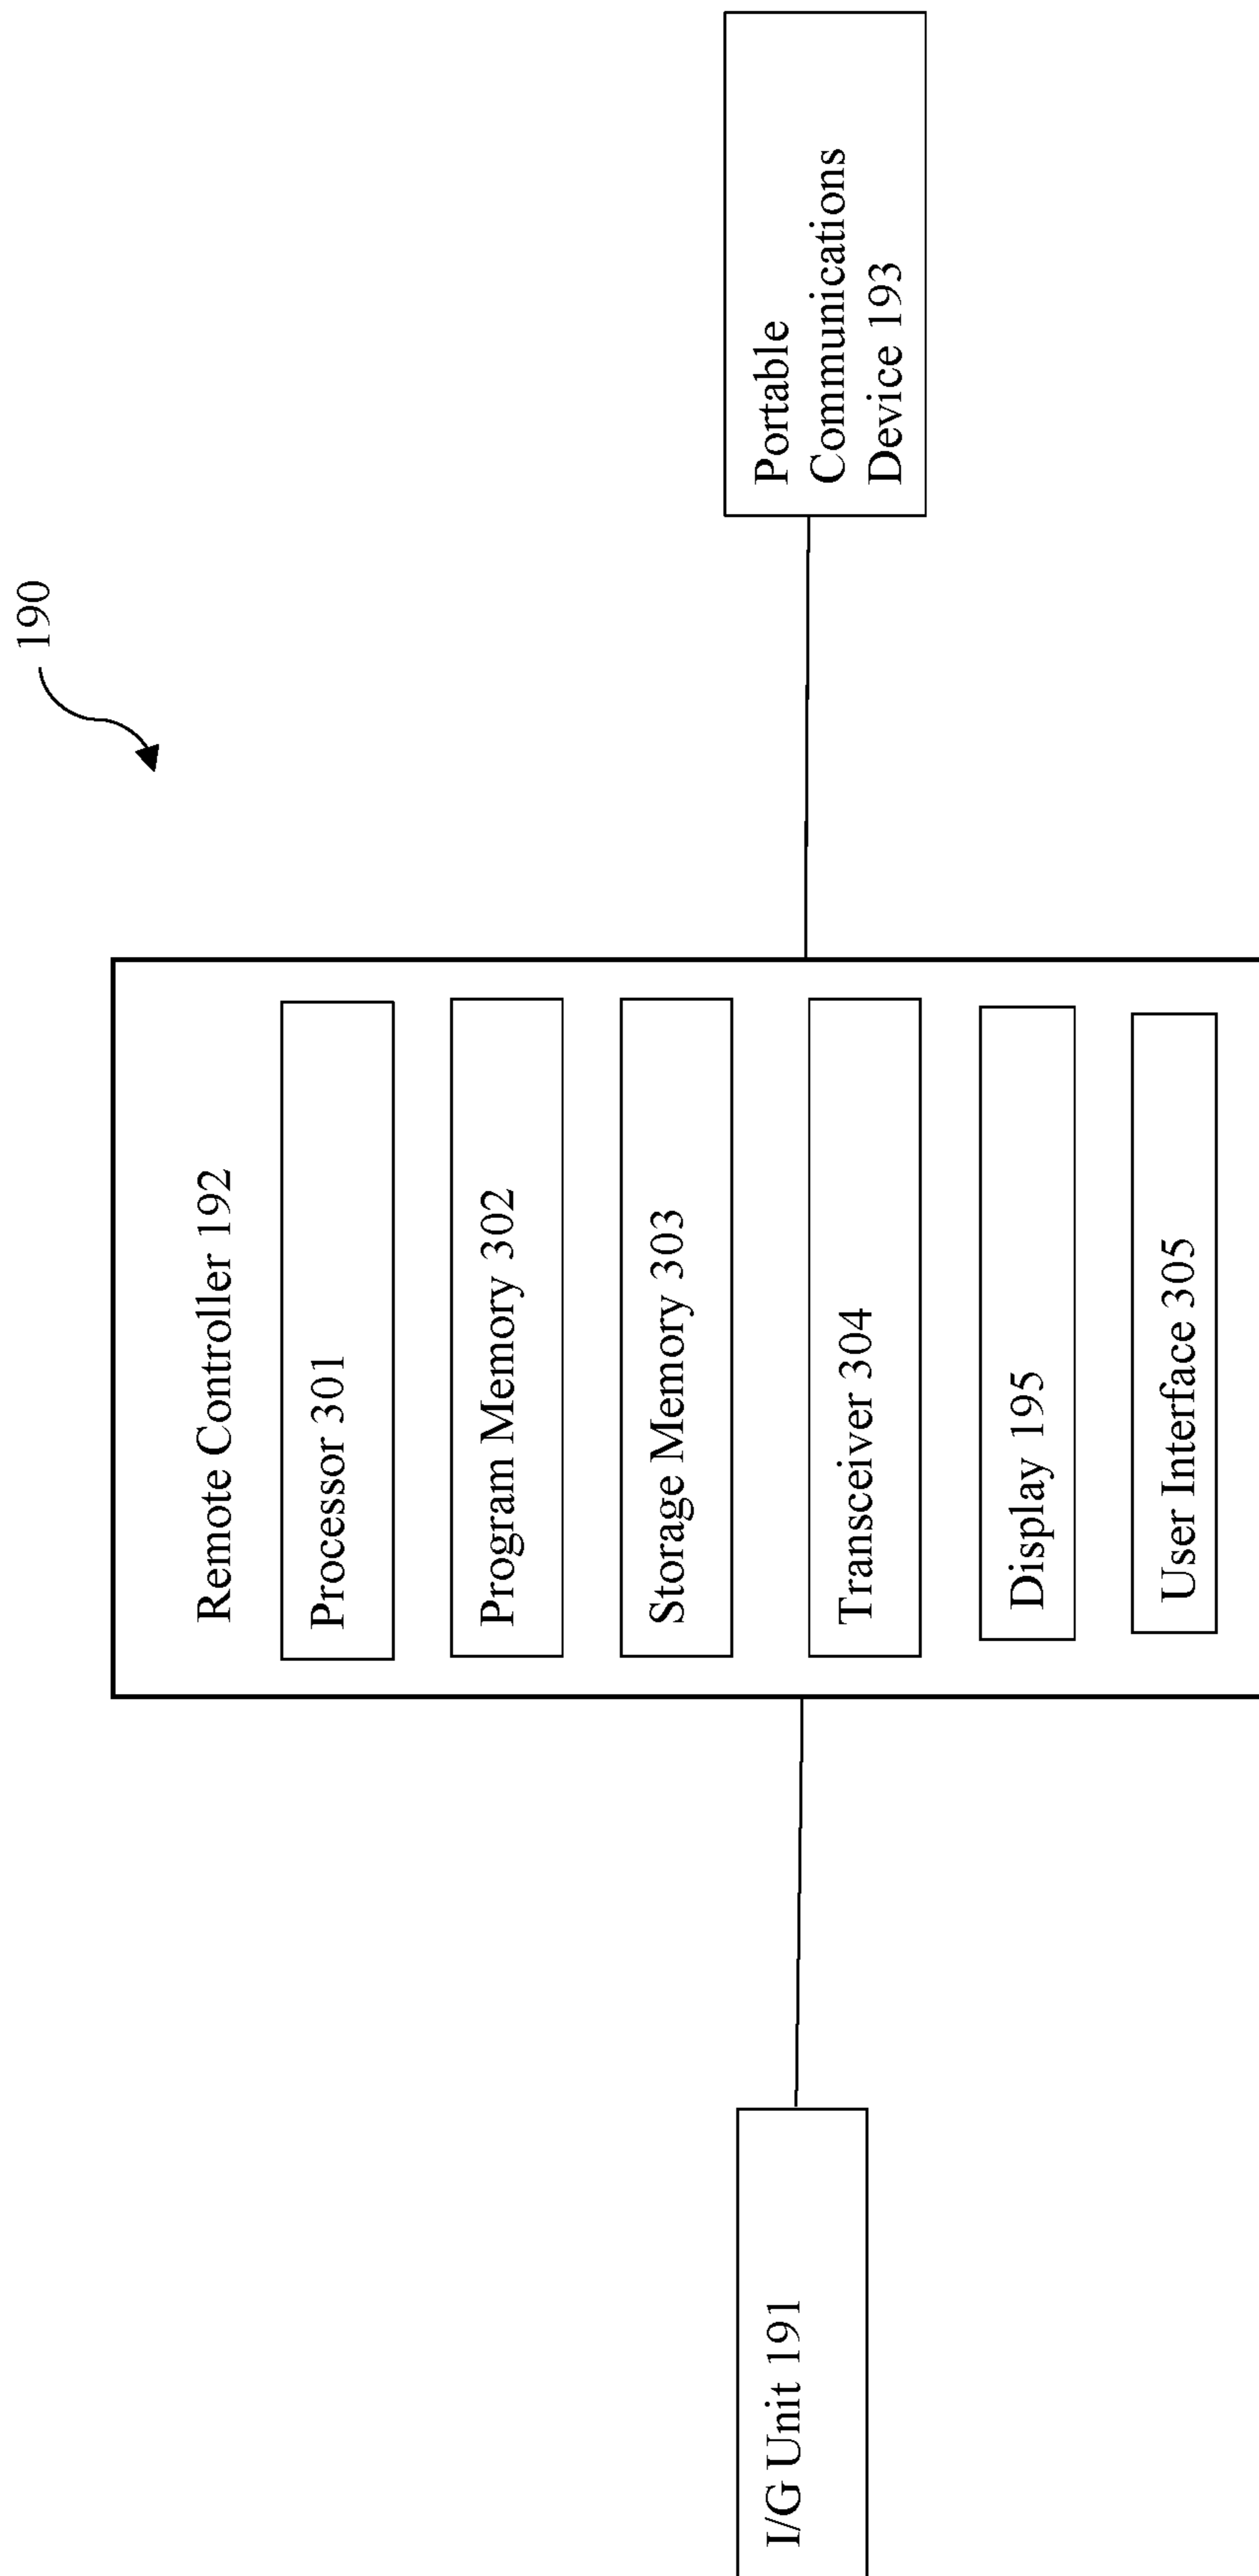 190
I/G Unit 191
Remote Controller 192
Processor 301
Program Memory 302
Storage Memory 303
Transceiver 304
Display 195
User Interface 305
Portable
Communications
Device 193